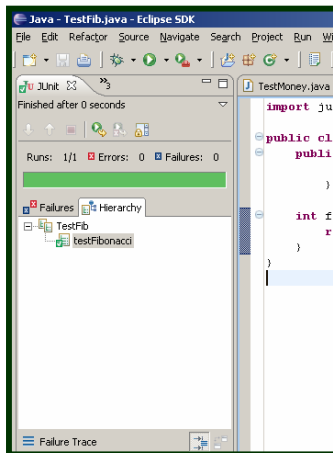 Java - TestFib.java - Eclipse SDK
File Edit Refactor Source Navigate Search Project Run Wi
JUnit 3 TestMoney.java
Finished after 0 seconds
Runs: 1/1 Errors: 0 Failures: 0
Failures Hierarchy
TestFib
testFibonacci
Failure Trace
import ju
public cl
publi
}
int f
r
}
}